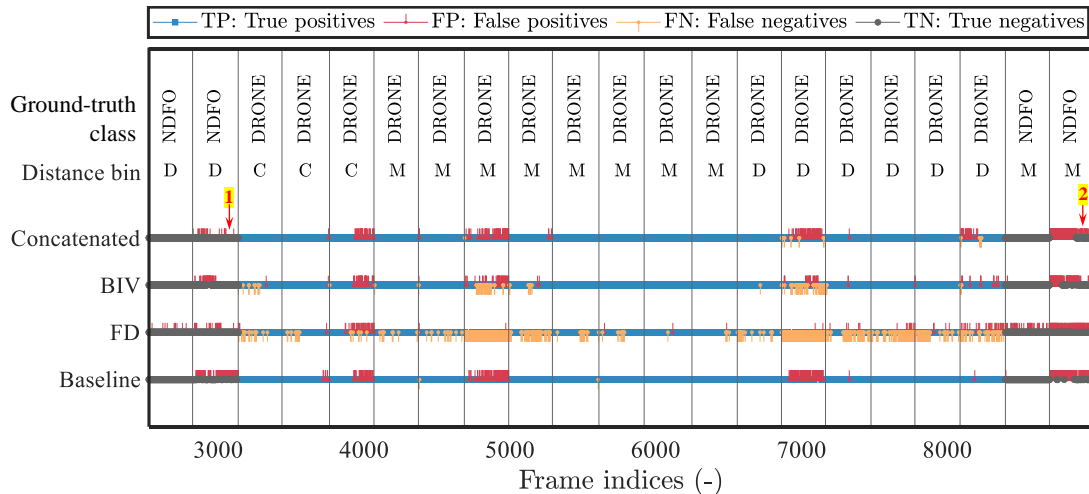 TP: True positives FP: False positives FN: False negatives TN: True negatives
Ground-truth class NDFO NDFO DRONE DRONE DRONE DRONE DRONE DRONE DRONE DRONE DRONE DRONE DRONE DRONE DRONE DRONE DRONE DRONE DRONE NDFO NDFO
Distance bin D D C C C M M M M M M M M D D D D D M M
1 2
Concatenated
BIV
FD
Baseline
3000 4000 5000 6000 7000 8000
Frame indices (-)